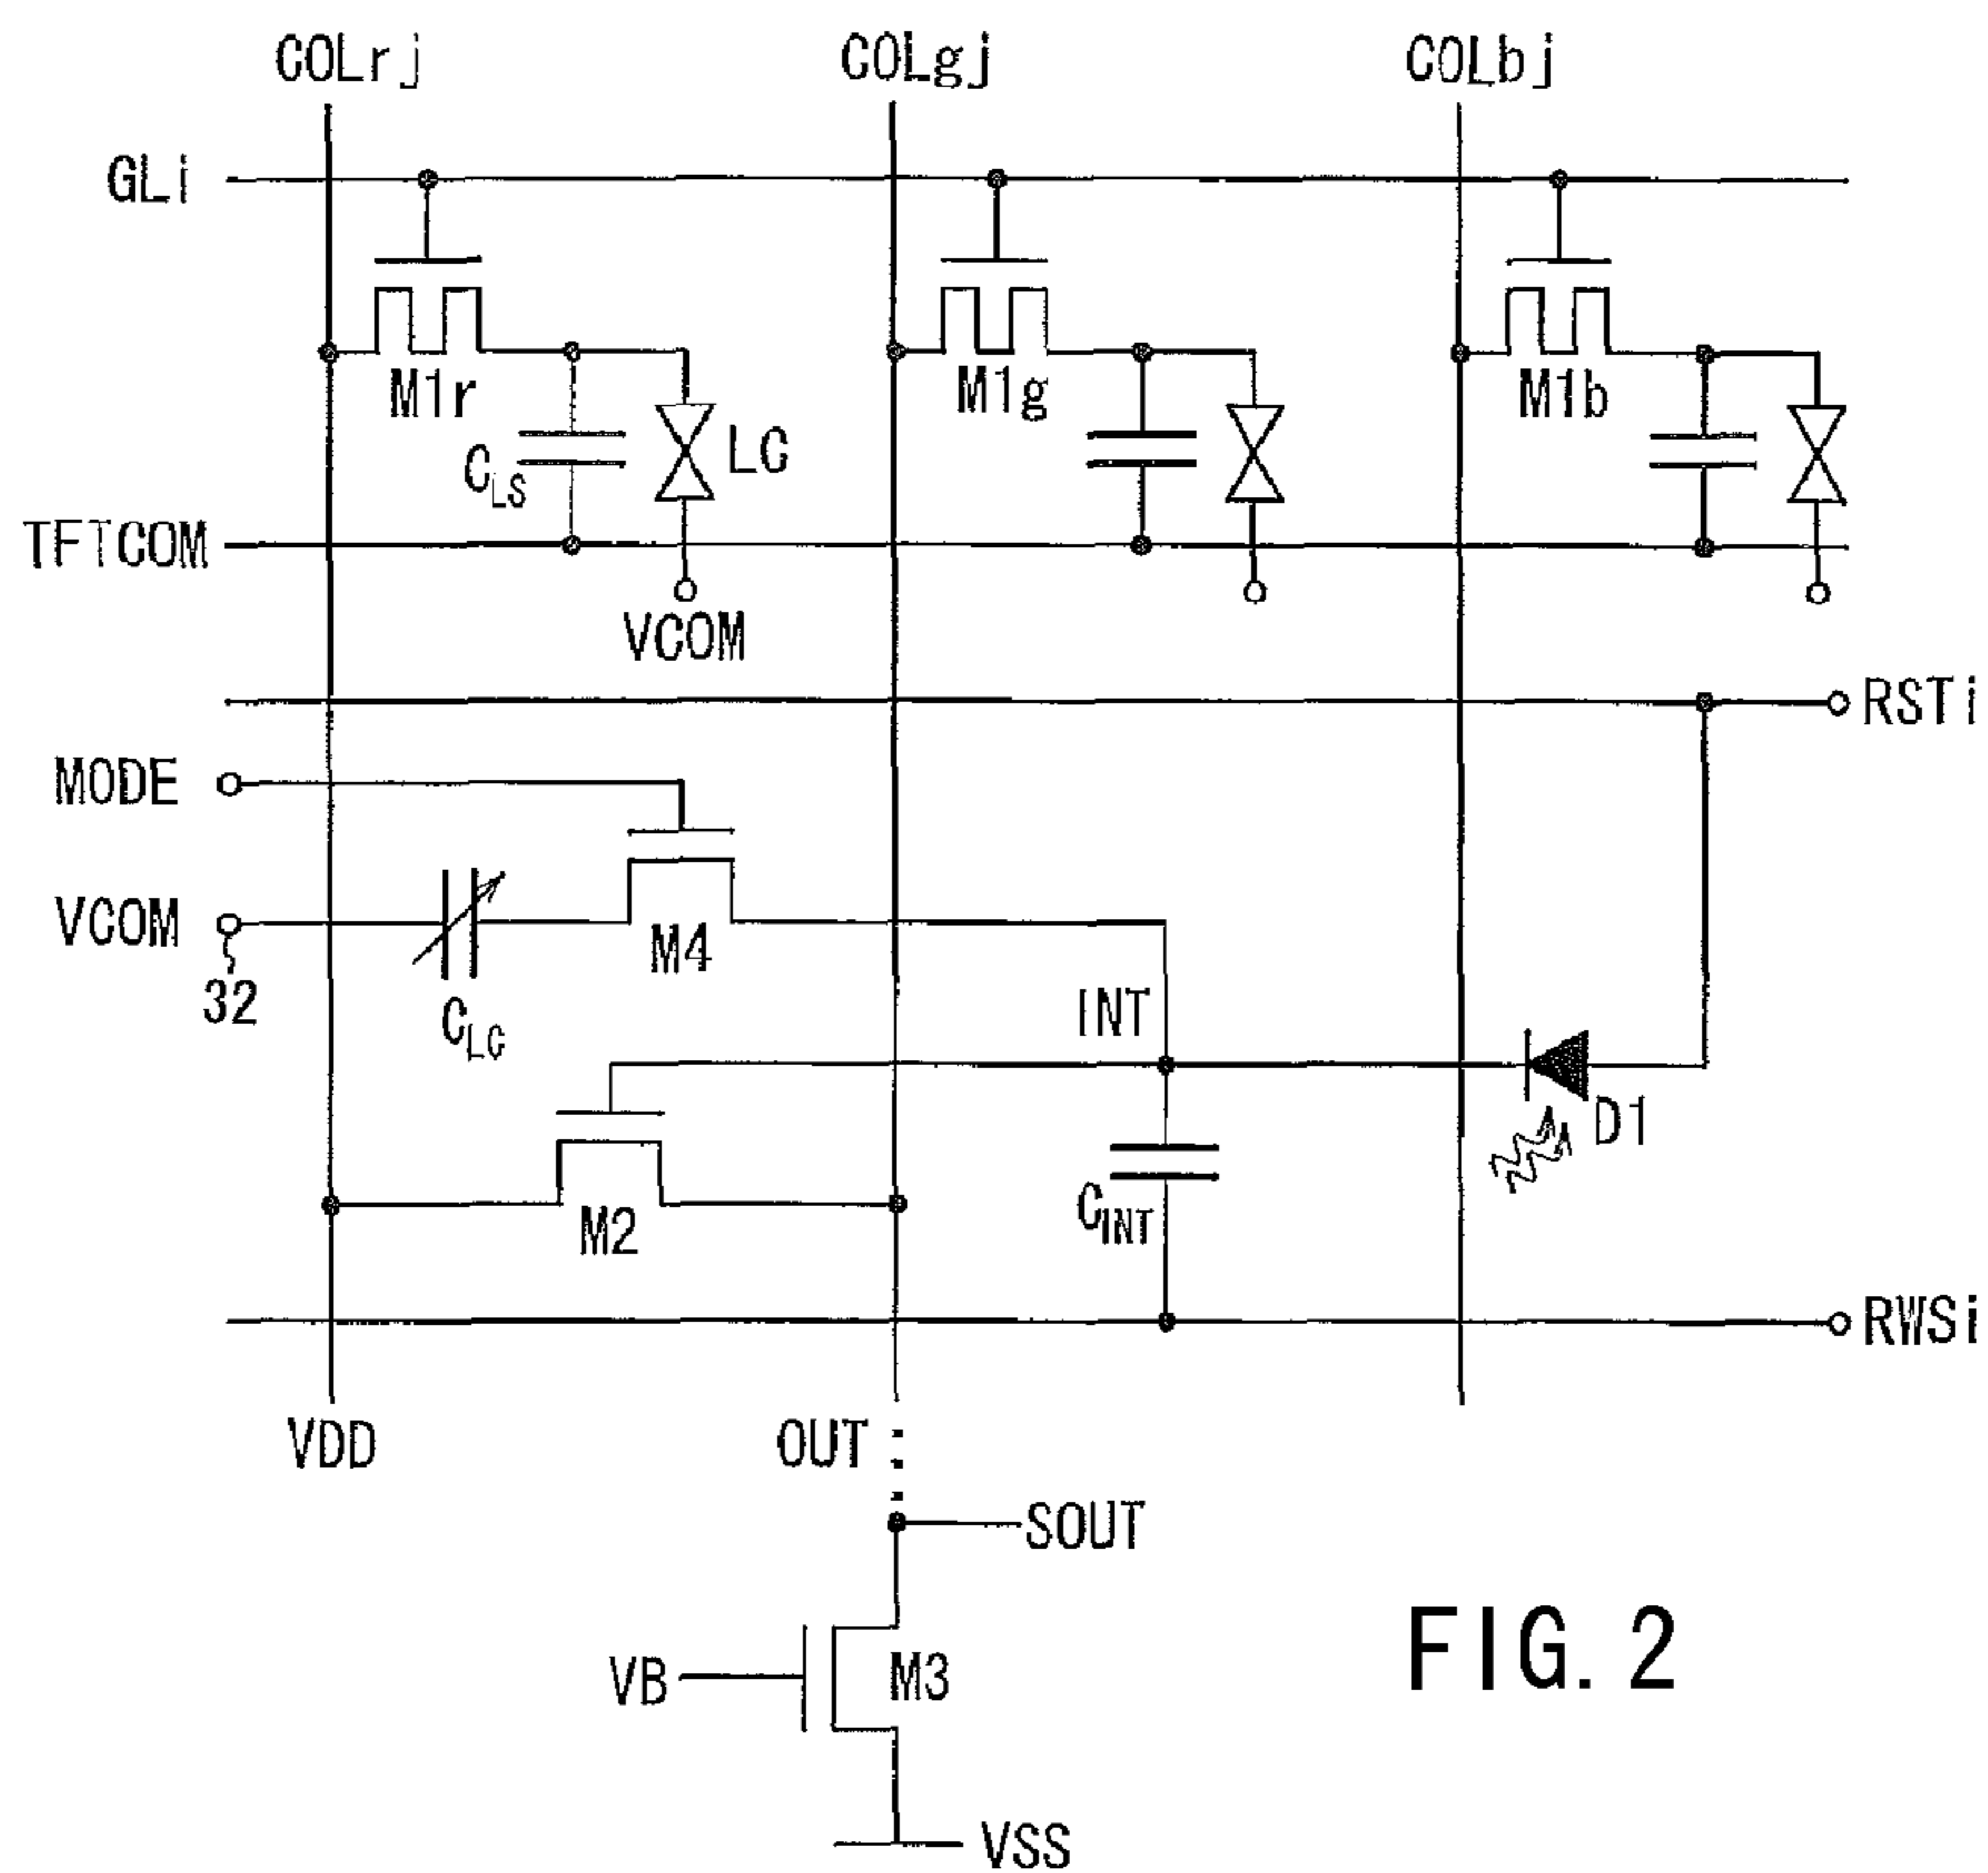 COLrj COLgj COLbj
GLi
M1r M1g M1b
CLS LC
TFTCOM
VCOM
RSTi
MODE
VCOM M4
32 CLC INT
D1
M2 CINT
RWSi
VDD OUT
SOUT
VB M3
FIG. 2
VSS